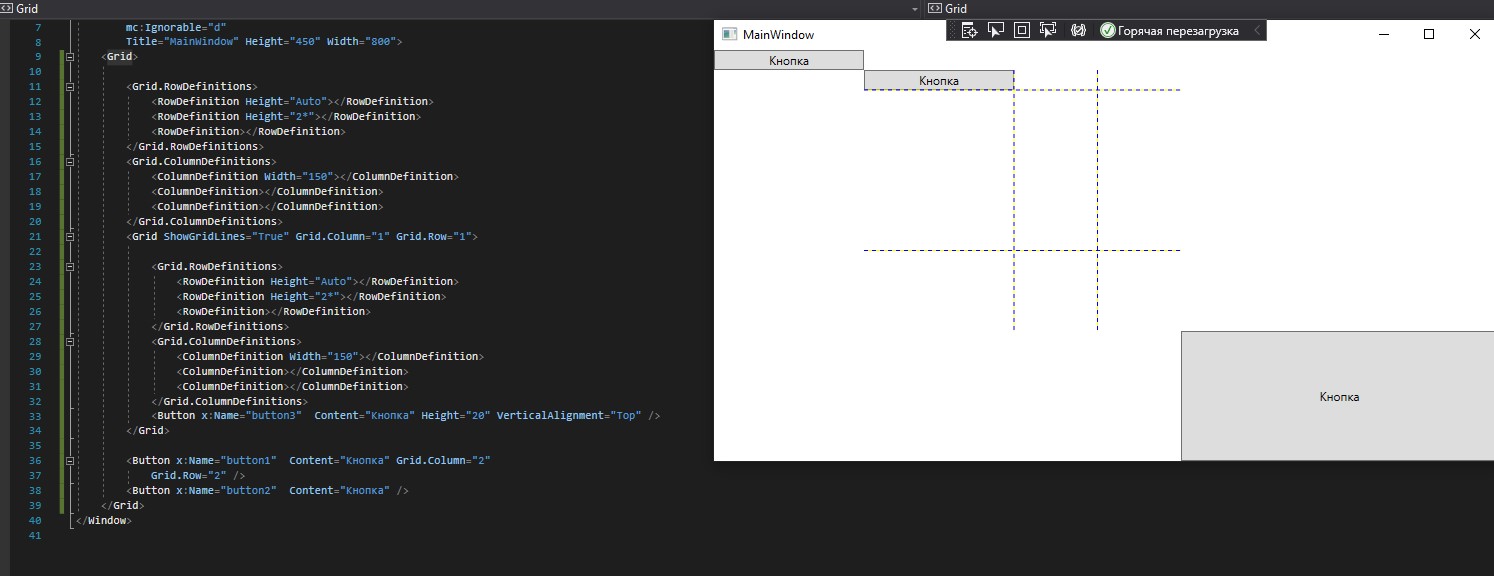 Grid
Grid
7 mc:Ignorable="d"
8 Title="MainWindow" Height="450" Width="800">
9 <Grid>
10
11 <Grid.RowDefinitions>
12 <RowDefinition Height="Auto"></RowDefinition>
13 <RowDefinition Height="2*"></RowDefinition>
14 <RowDefinition></RowDefinition>
15 </Grid.RowDefinitions>
16 <Grid.ColumnDefinitions>
17 <ColumnDefinition Width="150"></ColumnDefinition>
18 <ColumnDefinition></ColumnDefinition>
19 <ColumnDefinition></ColumnDefinition>
20 </Grid.ColumnDefinitions>
21 <Grid ShowGridLines="True" Grid.Column="1" Grid.Row="1">
22
23 <Grid.RowDefinitions>
24 <RowDefinition Height="Auto"></RowDefinition>
25 <RowDefinition Height="2*"></RowDefinition>
26 <RowDefinition></RowDefinition>
27 </Grid.RowDefinitions>
28 <Grid.ColumnDefinitions>
29 <ColumnDefinition Width="150"></ColumnDefinition>
30 <ColumnDefinition></ColumnDefinition>
31 <ColumnDefinition></ColumnDefinition>
32 </Grid.ColumnDefinitions>
33 <Button x:Name="button3"  Content="Кнопка" Height="20" VerticalAlignment="Top" />
34 </Grid>
35
36 <Button x:Name="button1"  Content="Кнопка" Grid.Column="2"
37 Grid.Row="2" />
38 <Button x:Name="button2"  Content="Кнопка" />
39 </Grid>
40 </Window>
41
MainWindow
Горячая перезагрузка
Кнопка
Кнопка
Кнопка